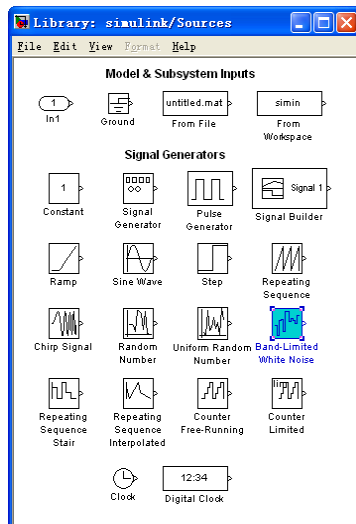 Library: simulink/Sources
File Edit View Format Help
Model & Subsystem Inputs
1
untitled.mat
simin
In1
Ground
From File
From
Workspace
Signal Generators
1
Signal 1
Constant
Signal
Generator
Pulse
Generator
Signal Builder
Ramp
Sine Wave
Step
Repeating
Sequence
Chirp Signal
Random
Number
Uniform Random
Number
Band-Limited
White Noise
Repeating
Sequence
Stair
Repeating
Sequence
Interpolated
Counter
Free-Running
lim
Counter
Limited
12:34
Clock
Digital Clock